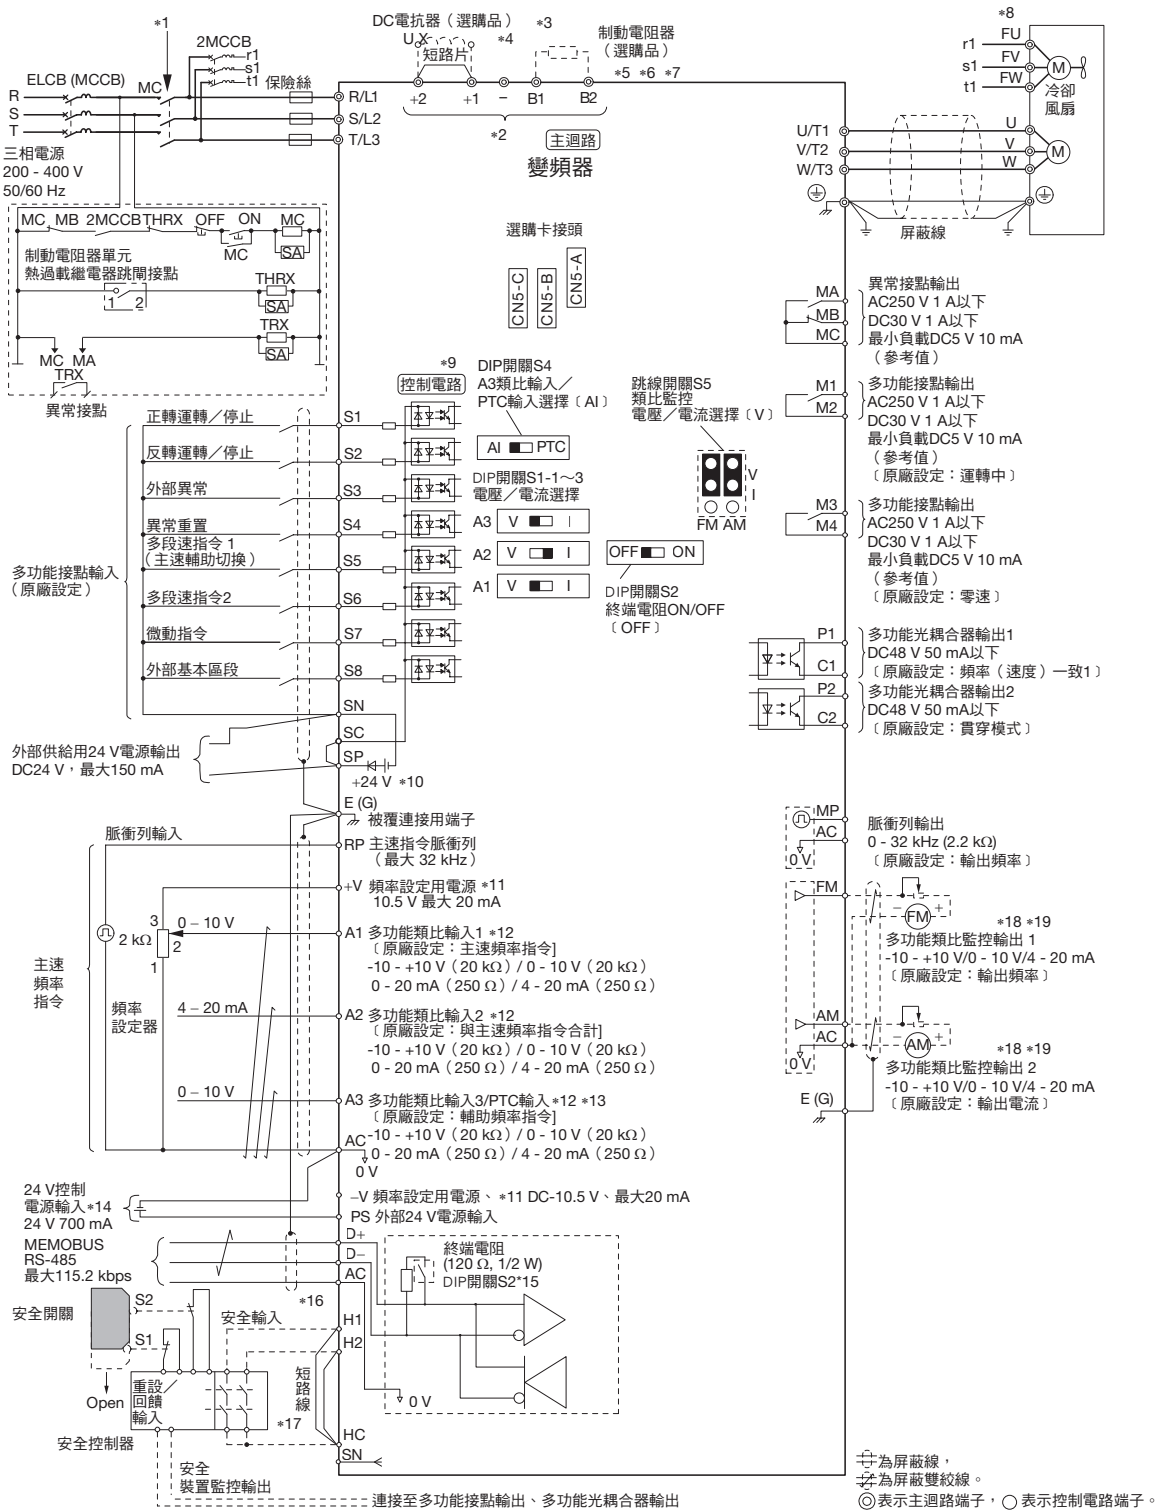 *1
2MCCB
r1
s1
t1
ELCB (MCCB)
MC
保險絲
R
S
T
三相電源
200 - 400 V
50/60 Hz
R/L1
S/L2
T/L3
DC電抗器（選購品）
U X
短路片
*4
*3
制動電阻器
（選購品）
*5 *6 *7
+2
+1
−
B1
B2
*2
主迴路
變頻器
*8
r1
FU
s1
FV
t1
FW
M
冷卻
風扇
U/T1
V/T2
W/T3
U
V
W
M
屏蔽線
MC MB 2MCCB THRX OFF ON MC
MC
SA
制動電阻器單元
熱過載繼電器跳閘接點
1 2
THRX
SA
TRX
SA
MC MA
TRX
異常接點
選購卡接頭
CN5-C
CN5-B
CN5-A
*9
控制電路
DIP開關S4
A3類比輸入／
PTC輸入選擇〔AI〕
AI PTC
DIP開關S1-1～3
電壓／電流選擇
A3 V I
A2 V I
A1 V I
OFF ON
DIP開關S2
終端電阻ON/OFF
〔OFF〕
跳線開關S5
類比監控
電壓／電流選擇〔V〕
V
I
FM AM
MA
MB
MC
異常接點輸出
AC250 V 1 A以下
DC30 V 1 A以下
最小負載DC5 V 10 mA
（參考值）
M1
M2
多功能接點輸出
AC250 V 1 A以下
DC30 V 1 A以下
最小負載DC5 V 10 mA
（參考值）
〔原廠設定：運轉中〕
M3
M4
多功能接點輸出
AC250 V 1 A以下
DC30 V 1 A以下
最小負載DC5 V 10 mA
（參考值）
〔原廠設定：零速〕
P1
C1
多功能光耦合器輸出1
DC48 V 50 mA以下
〔原廠設定：頻率（速度）一致1〕
P2
C2
多功能光耦合器輸出2
DC48 V 50 mA以下
〔原廠設定：貫穿模式〕
多功能接點輸入
（原廠設定）
正轉運轉／停止
S1
反轉運轉／停止
S2
外部異常
S3
異常重置
S4
多段速指令1
（主速輔助切換）
S5
多段速指令2
S6
微動指令
S7
外部基本區段
S8
SN
SC
SP
+24 V *10
外部供給用24 V電源輸出
DC24 V，最大150 mA
E (G)
被覆連接用端子
脈衝列輸入
RP 主速指令脈衝列
（最大 32 kHz）
+V 頻率設定用電源 *11
10.5 V 最大 20 mA
主速
頻率
指令
2 kΩ
3
2
1
0 – 10 V
頻率
設定器
A1 多功能類比輸入1 *12
〔原廠設定：主速頻率指令]
-10 - +10 V（20 kΩ）/ 0 - 10 V（20 kΩ）
0 - 20 mA（250 Ω）/ 4 - 20 mA（250 Ω）
4 – 20 mA
A2 多功能類比輸入2 *12
〔原廠設定：與主速頻率指令合計]
-10 - +10 V（20 kΩ）/ 0 - 10 V（20 kΩ）
0 - 20 mA（250 Ω）/ 4 - 20 mA（250 Ω）
0 – 10 V
A3 多功能類比輸入3/PTC輸入 *12 *13
〔原廠設定：輔助頻率指令]
-10 - +10 V（20 kΩ）/ 0 - 10 V（20 kΩ）
0 - 20 mA（250 Ω）/ 4 - 20 mA（250 Ω）
AC
0 V
–V 頻率設定用電源、 *11 DC-10.5 V、最大20 mA
PS 外部24 V電源輸入
24 V控制
電源輸入*14
24 V 700 mA
MEMOBUS
RS-485
最大115.2 kbps
D+
D–
AC
*16
終端電阻
(120 Ω, 1/2 W)
DIP開關S2*15
0 V
MP
AC
0 V
脈衝列輸出
0 - 32 kHz (2.2 kΩ)
〔原廠設定：輸出頻率〕
FM
− +
FM
*18 *19
多功能類比監控輸出 1
-10 - +10 V/0 - 10 V/4 - 20 mA
〔原廠設定：輸出頻率〕
AM
AC
0 V
− +
AM
*18 *19
多功能類比監控輸出 2
-10 - +10 V/0 - 10 V/4 - 20 mA
〔原廠設定：輸出電流〕
E (G)
安全開關
S2
S1
Open
重設／
回饋
輸入
安全控制器
安全輸入
短路線
*17
H1
H2
HC
SN
安全
裝置監控輸出
連接至多功能接點輸出、多功能光耦合器輸出
為屏蔽線，
為屏蔽雙絞線。
表示主迴路端子， 表示控制電路端子。